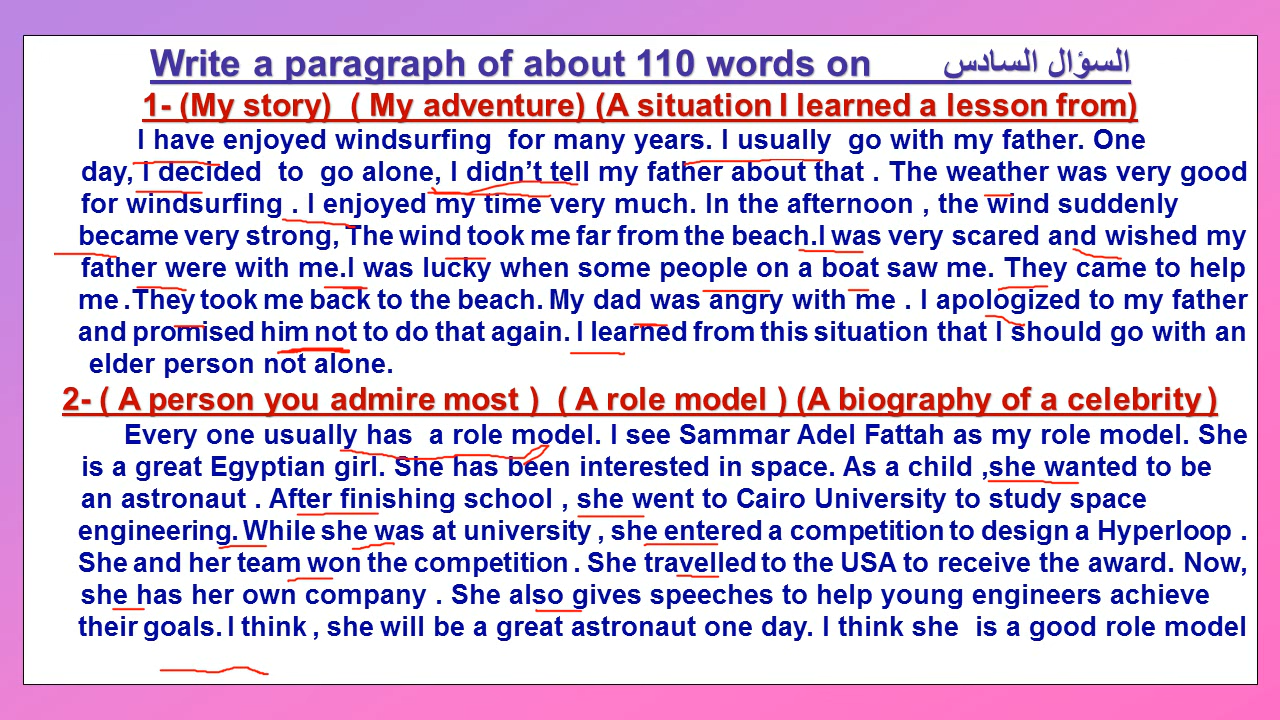 Write a paragraph of about 110 words on السؤال السادس
1- (My story) ( My adventure) (A situation I learned a lesson from)
I have enjoyed windsurfing for many years. I usually go with my father. One
day, I decided to go alone, I didn’t tell my father about that . The weather was very good
for windsurfing . I enjoyed my time very much. In the afternoon , the wind suddenly
became very strong, The wind took me far from the beach.I was very scared and wished my
father were with me.I was lucky when some people on a boat saw me. They came to help
me .They took me back to the beach. My dad was angry with me . I apologized to my father
and promised him not to do that again. I learned from this situation that I should go with an
elder person not alone.
2- ( A person you admire most ) ( A role model ) (A biography of a celebrity )
Every one usually has a role model. I see Sammar Adel Fattah as my role model. She
is a great Egyptian girl. She has been interested in space. As a child ,she wanted to be
an astronaut . After finishing school , she went to Cairo University to study space
engineering. While she was at university , she entered a competition to design a Hyperloop .
She and her team won the competition . She travelled to the USA to receive the award. Now,
she has her own company . She also gives speeches to help young engineers achieve
their goals. I think , she will be a great astronaut one day. I think she is a good role model